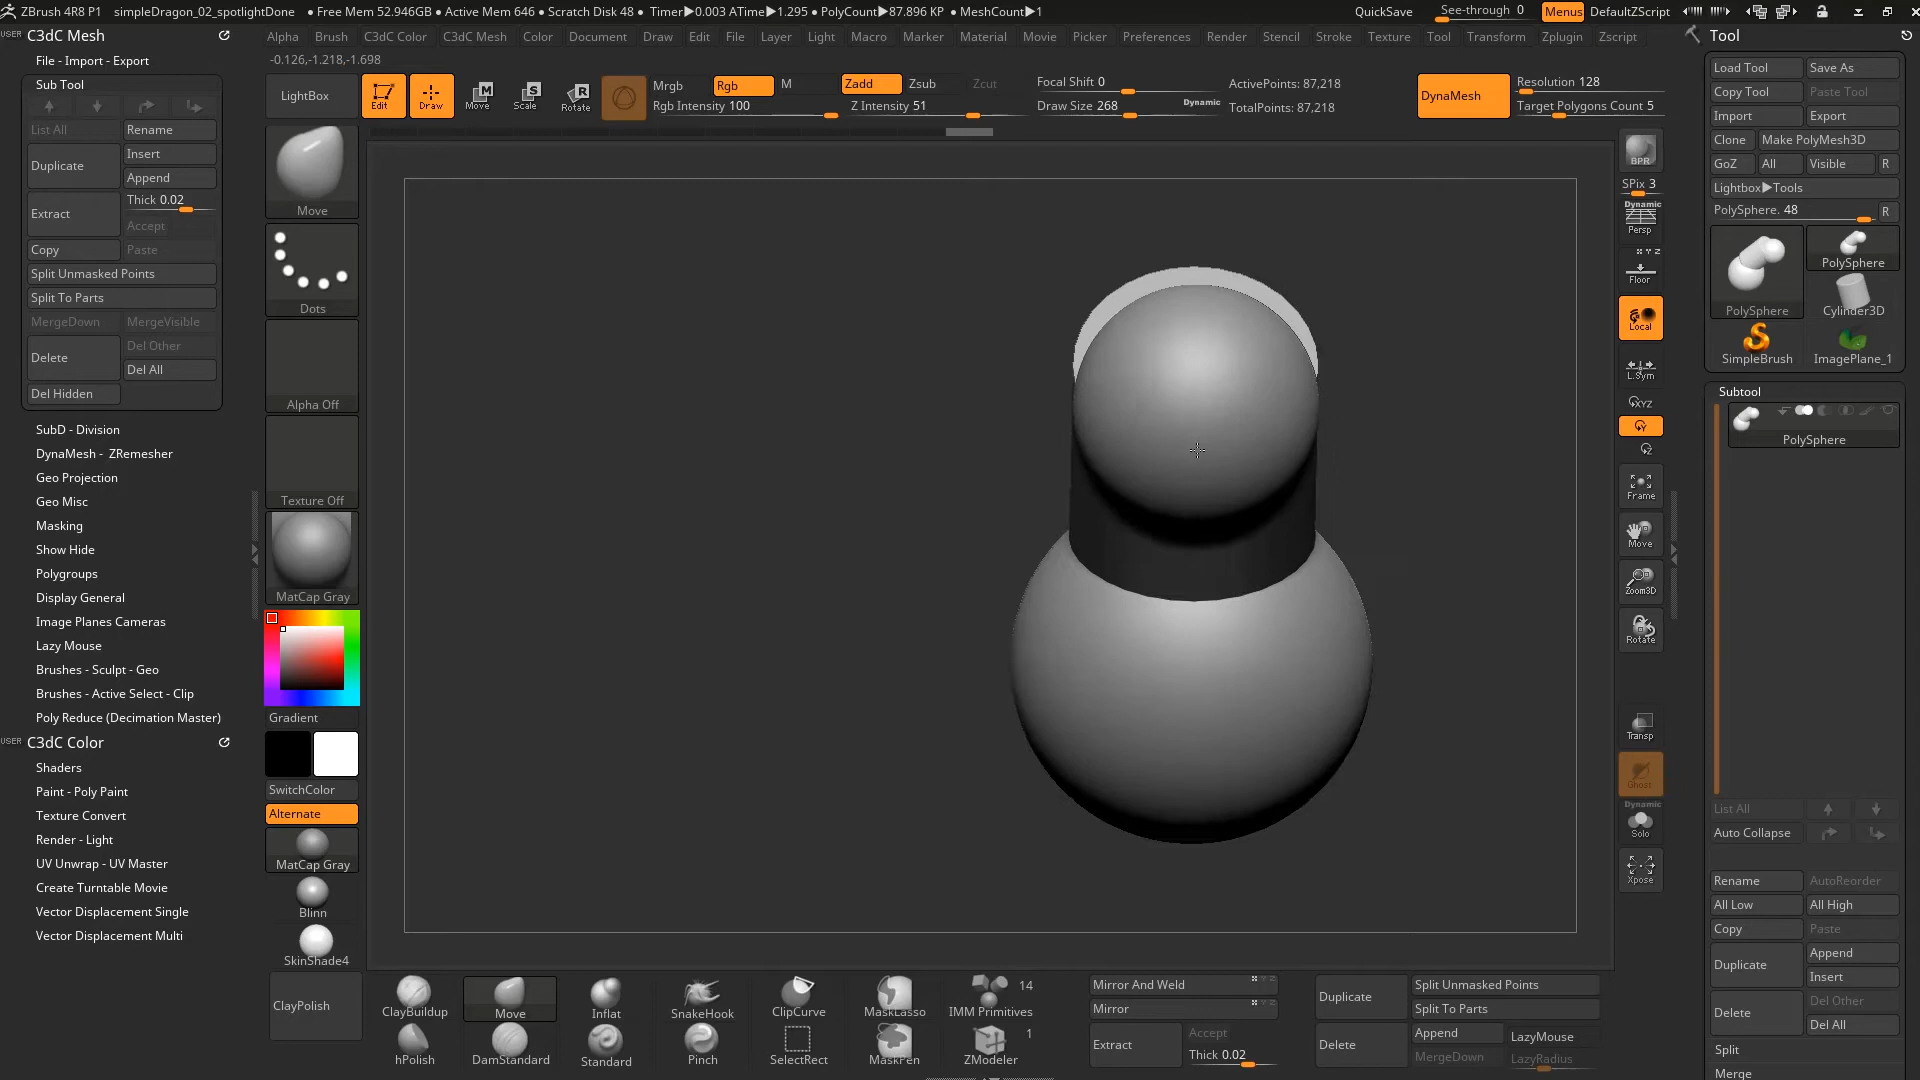 ZBrush 4R8 P1 simpleDragon_02_spotlightDone • Free Mem 52.946GB • Active Mem 646 • Scratch Disk 48 • Timer▶0.003 ATime▶1.295 • PolyCount▶87.896 KP • MeshCount▶1 QuickSave See-through 0 Menus DefaultZScript
USER C3dC Mesh
Alpha Brush C3dC Color C3dC Mesh Color Document Draw Edit File Layer Light Macro Marker Material Movie Picker Preferences Render Stencil Stroke Texture Tool Transform Zplugin Zscript
Tool
File - Import - Export
-0.126,-1.218,-1.698
Sub Tool
List All Rename
Duplicate Insert
Append
Extract Thick 0.02
Accept
Copy Paste
Split Unmasked Points
Split To Parts
MergeDown MergeVisible
Delete Del Other
Del All
Del Hidden
SubD - Division
DynaMesh - ZRemesher
Geo Projection
Geo Misc
Masking
Show Hide
Polygroups
Display General
Image Planes Cameras
Lazy Mouse
Brushes - Sculpt - Geo
Brushes - Active Select - Clip
Poly Reduce (Decimation Master)
USER C3dC Color
Shaders
Paint - Poly Paint
Texture Convert
Render - Light
UV Unwrap - UV Master
Create Turntable Movie
Vector Displacement Single
Vector Displacement Multi
LightBox
Edit Draw Move Scale Rotate
Mrgb Rgb M
Rgb Intensity 100
Zadd Zsub Zcut
Z Intensity 51
Focal Shift 0
Draw Size 268 Dynamic
ActivePoints: 87,218
TotalPoints: 87,218
DynaMesh
Resolution 128
Target Polygons Count 5
Move
Dots
Alpha Off
Texture Off
MatCap Gray
Gradient
SwitchColor
Alternate
MatCap Gray
Blinn
SkinShade4
ClayPolish
BPR
SPix 3
Dynamic
Persp
X Y Z
Floor
Local
L.Sym
XYZ
Y
Z
Frame
Move
Zoom3D
Rotate
Transp
Ghost
Dynamic
Solo
Xpose
Load Tool Save As
Copy Tool Paste Tool
Import Export
Clone Make PolyMesh3D
GoZ All Visible R
Lightbox▶Tools
PolySphere. 48 R
PolySphere PolySphere
Cylinder3D
SimpleBrush ImagePlane_1
Subtool
PolySphere
List All
Auto Collapse
Rename AutoReorder
All Low All High
Copy Paste
Duplicate Append
Insert
Delete Del Other
Del All
Split
Merge
ClayBuildup Move Inflat SnakeHook ClipCurve MaskLasso IMM Primitives 14
hPolish DamStandard Standard Pinch SelectRect MaskPen ZModeler 1
Mirror And Weld
Mirror
Extract Accept
Thick 0.02
Duplicate Split Unmasked Points
Split To Parts
Delete Append LazyMouse
MergeDown LazyRadius